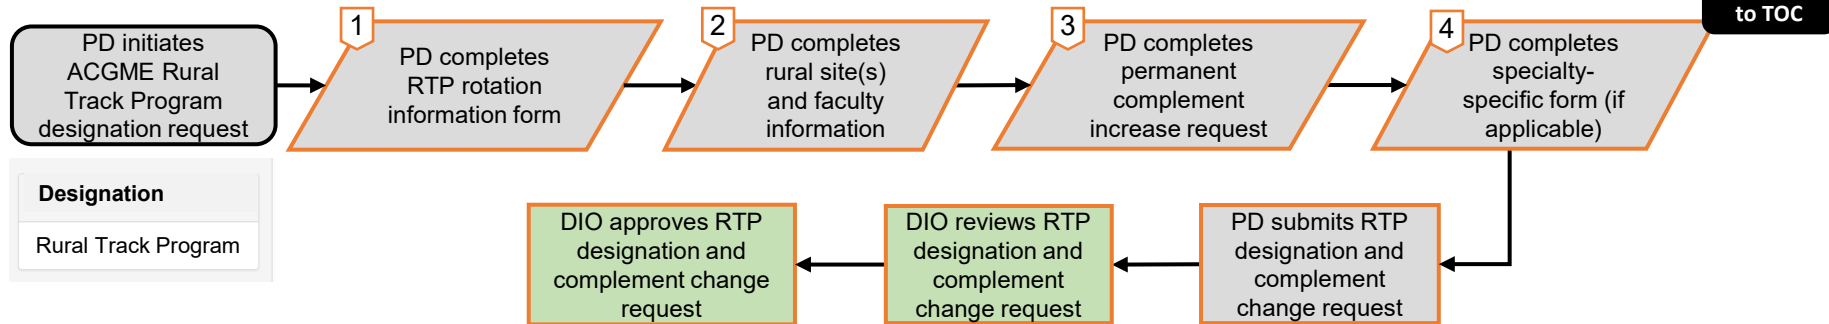 to TOC
PD initiates
ACGME Rural
Track Program
designation request
1
PD completes
RTP rotation
information form
2
PD completes
rural site(s)
and faculty
information
3
PD completes
permanent
complement
increase request
4
PD completes
specialty-
specific form (if
applicable)
Designation
Rural Track Program
DIO approves RTP
designation and
complement change
request
DIO reviews RTP
designation and
complement
change request
PD submits RTP
designation and
complement
change request